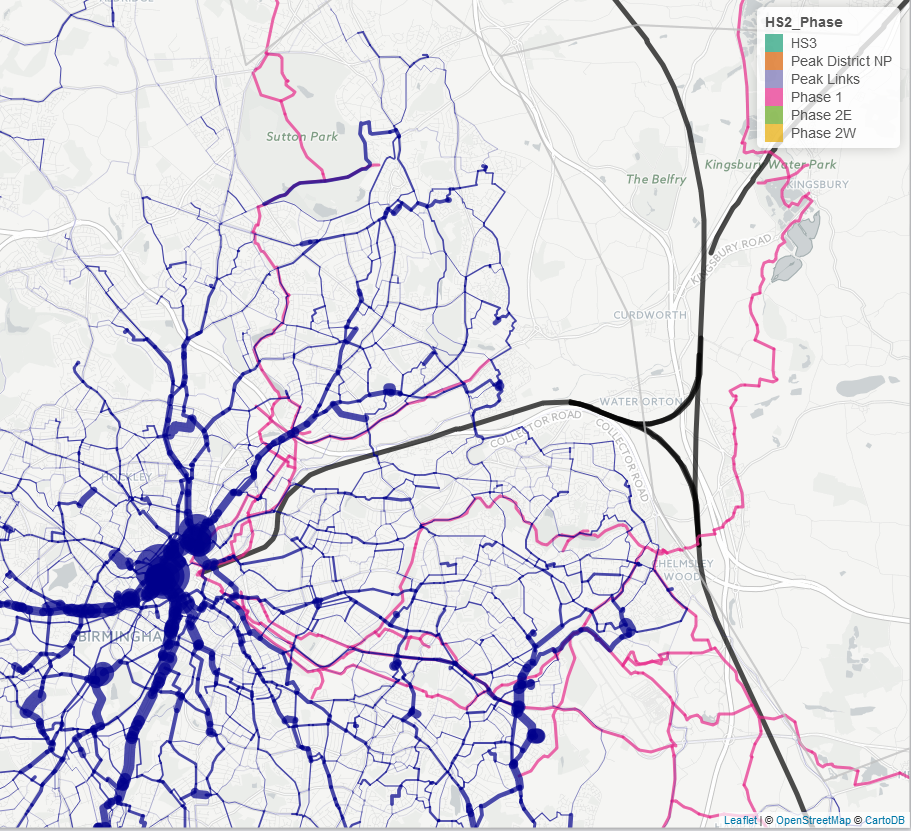 HS2_Phase
HS3
Peak District NP
Peak Links
Phase 1
Phase 2E
Phase 2W
Sutton Park
The Belfry
Kingsbury Water Park
KINGSBURY
KINGSBURY ROAD
CURDWORTH
WATER ORTON
COLLECTOR ROAD
COLLECTOR ROAD
HELMSLEY
WOOD
BIRMINGHAM
Leaflet | © OpenStreetMap © CartoDB